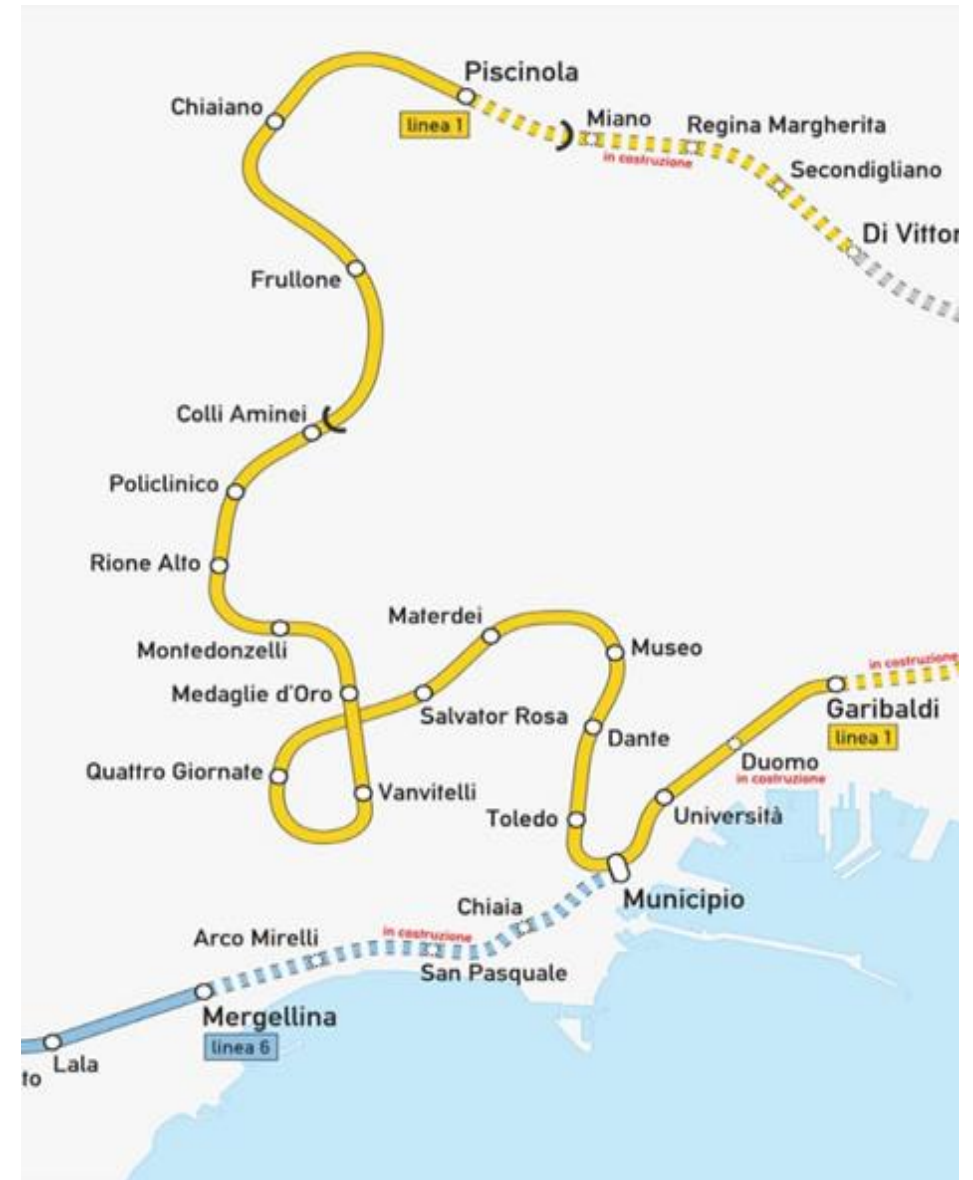 Piscinola
Chiaiano
linea 1
Miano
Regina Margherita
in costruzione
Secondigliano
Di Vittor
Frullone
Colli Aminei
Policlinico
Rione Alto
Materdei
Montedonzelli
Museo
in costruzione
Medaglie d'Oro
Salvator Rosa
Garibaldi
linea 1
Dante
Duomo
in costruzione
Quattro Giornate
Vanvitelli
Toledo
Università
Municipio
Chiaia
Arco Mirelli
in costruzione
San Pasquale
Mergellina
linea 6
Lala
to